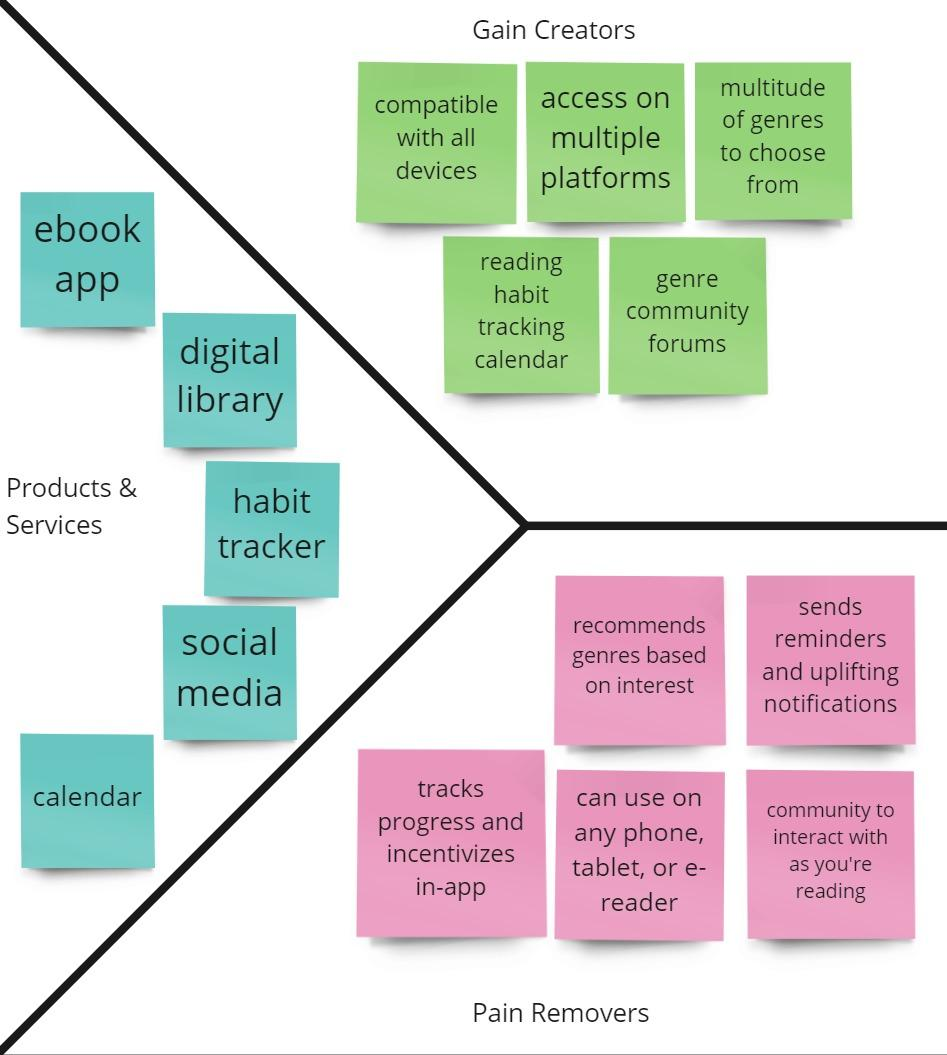 Gain Creators
compatible
with all
devices
access on
multiple
platforms
multitude
of genres
to choose
from
reading
habit
tracking
calendar
genre
community
forums
ebook
app
digital
library
Products &
Services
habit
tracker
social
media
calendar
recommends
genres based
on interest
sends
reminders
and uplifting
notifications
tracks
progress and
incentivizes
in-app
can use on
any phone,
tablet, or e-
reader
community to
interact with
as you're
reading
Pain Removers